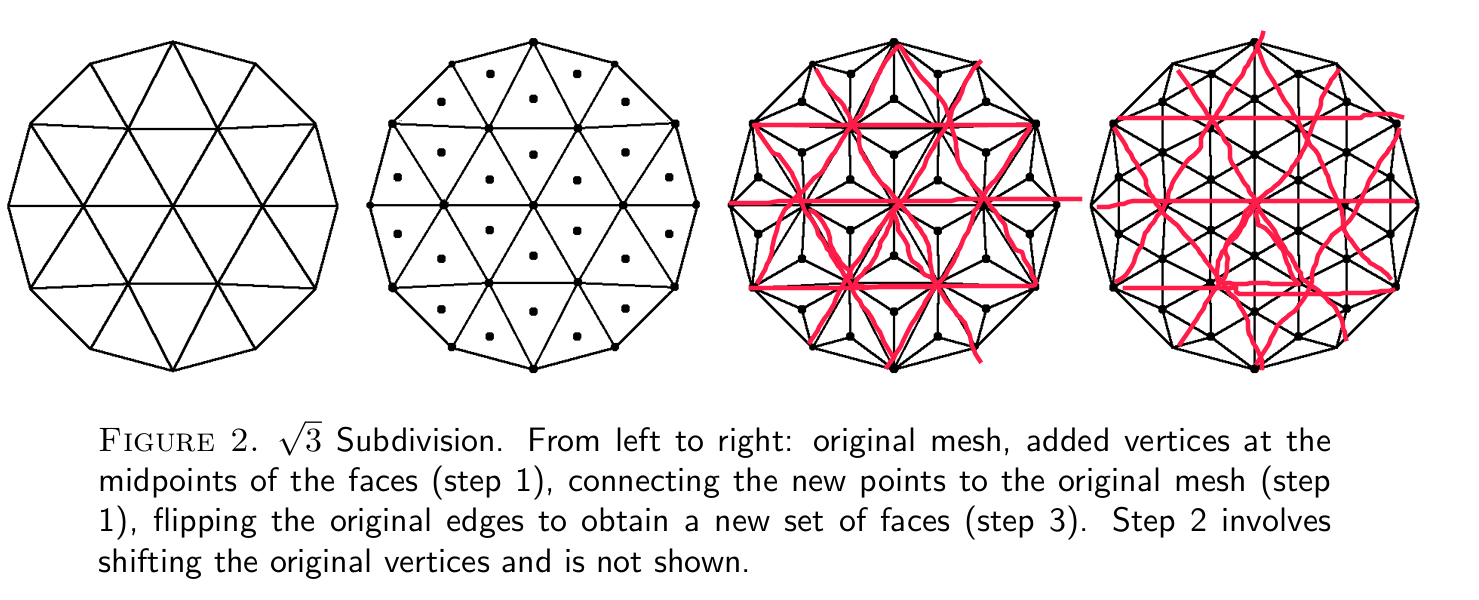 FIGURE 2. √3 Subdivision. From left to right: original mesh, added vertices at the
midpoints of the faces (step 1), connecting the new points to the original mesh (step
1), flipping the original edges to obtain a new set of faces (step 3). Step 2 involves
shifting the original vertices and is not shown.